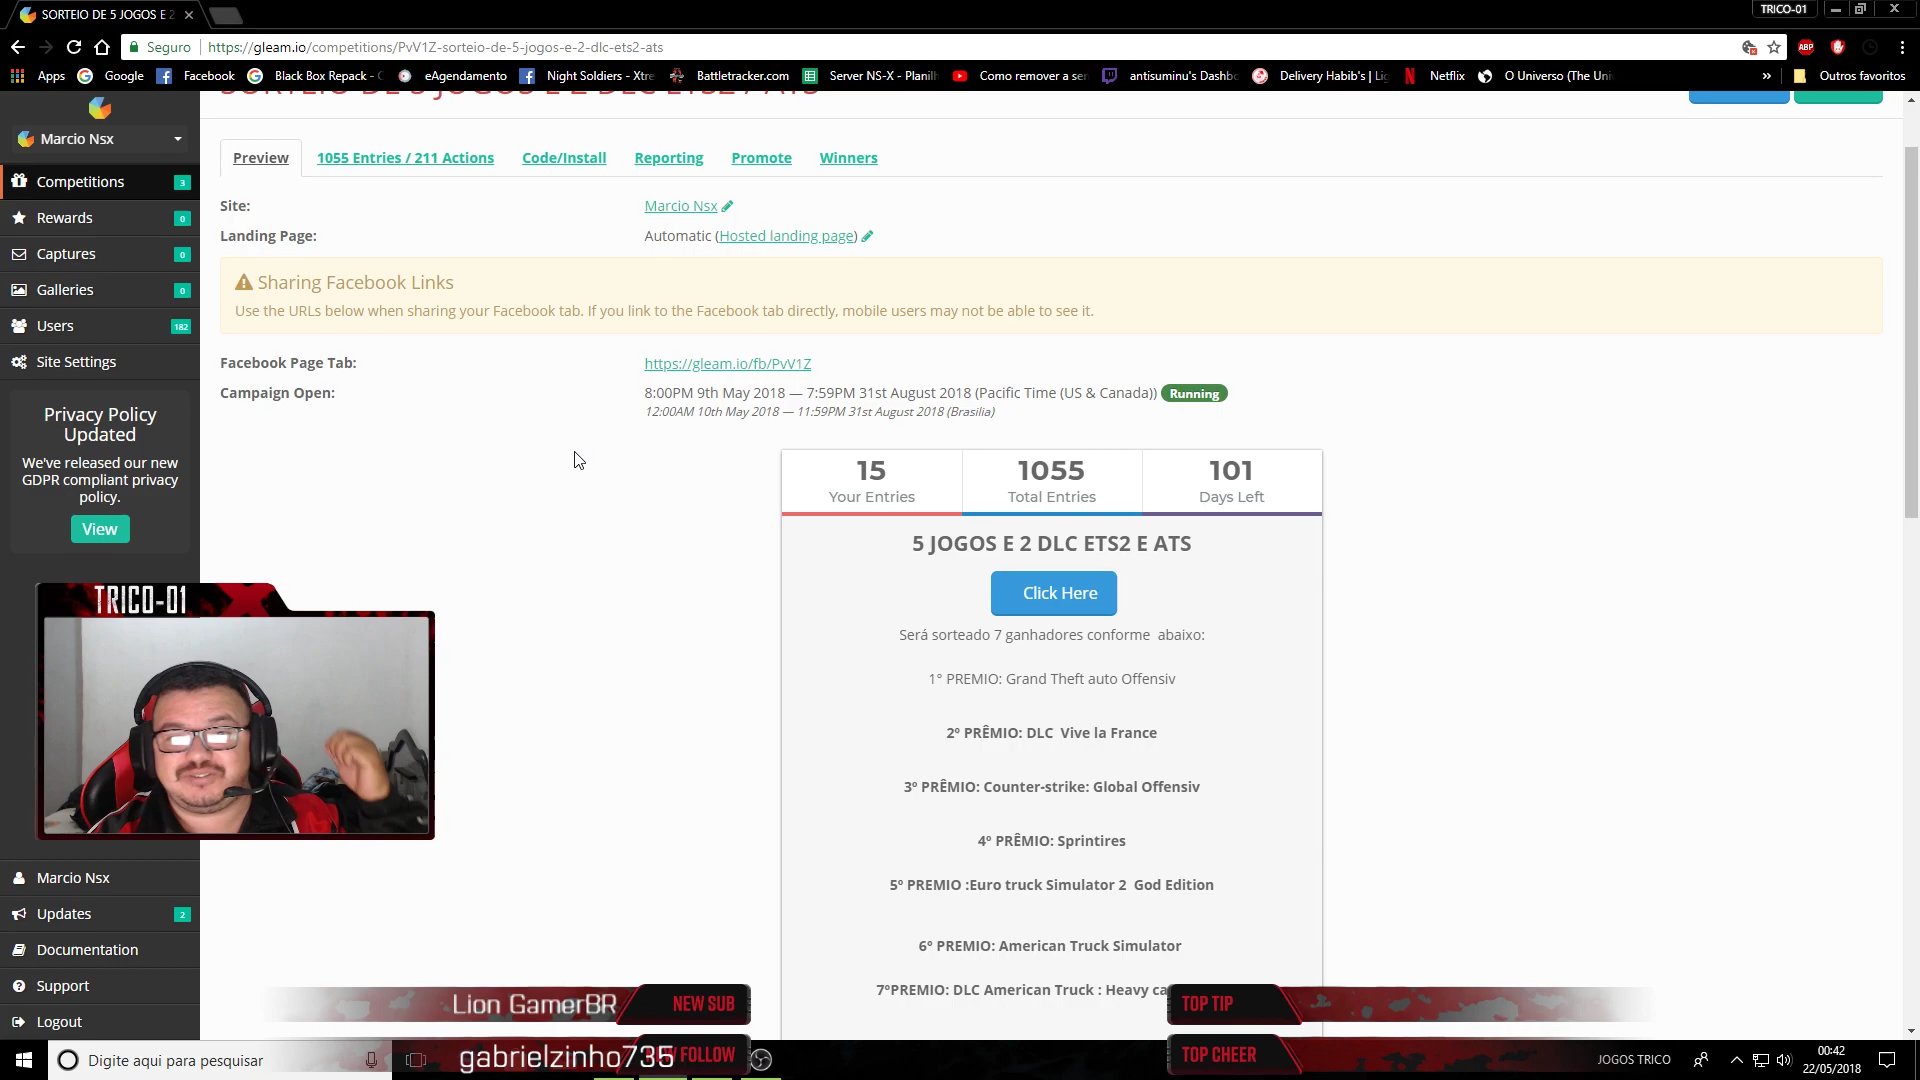 SORTEIO DE 5 JOGOS E 2
TRICO-01
Seguro
https://gleam.io/competitions/PvV1Z-sorteio-de-5-jogos-e-2-dlc-ets2-ats
ABP
Apps
Google
Facebook
Black Box Repack - C
eAgendamento
Night Soldiers - Xtre
Battletracker.com
Server NS-X - Planilh
Como remover a sen
antisuminu's Dashbo
Delivery Habib's | Lig
Netflix
O Universo (The Uni
»
Outros favoritos
SORTEIO DE 5 JOGOS E 2 DLC ETS2 / ATS
Marcio Nsx
Preview
1055 Entries / 211 Actions
Code/Install
Reporting
Promote
Winners
Competitions 3
Rewards 0
Captures 0
Galleries 0
Users 182
Site Settings
Site:
Marcio Nsx
Landing Page:
Automatic (Hosted landing page)
Sharing Facebook Links
Use the URLs below when sharing your Facebook tab. If you link to the Facebook tab directly, mobile users may not be able to see it.
Facebook Page Tab:
https://gleam.io/fb/PvV1Z
Campaign Open:
8:00PM 9th May 2018 — 7:59PM 31st August 2018 (Pacific Time (US & Canada)) Running
12:00AM 10th May 2018 — 11:59PM 31st August 2018 (Brasilia)
Privacy Policy
Updated
We've released our new
GDPR compliant privacy
policy.
View
15
Your Entries
1055
Total Entries
101
Days Left
5 JOGOS E 2 DLC ETS2 E ATS
Click Here
Será sorteado 7 ganhadores conforme abaixo:
1° PREMIO: Grand Theft auto Offensiv
2º PRÊMIO: DLC Vive la France
3º PRÊMIO: Counter-strike: Global Offensiv
4º PRÊMIO: Sprintires
5º PREMIO :Euro truck Simulator 2 God Edition
6° PREMIO: American Truck Simulator
7°PREMIO: DLC American Truck : Heavy ca
TRICO-01
Marcio Nsx
Updates 2
Documentation
Support
Logout
Lion GamerBR
NEW SUB
TOP TIP
gabrielzinho735
FOLLOW
TOP CHEER
Digite aqui para pesquisar
JOGOS TRICO
00:42
22/05/2018